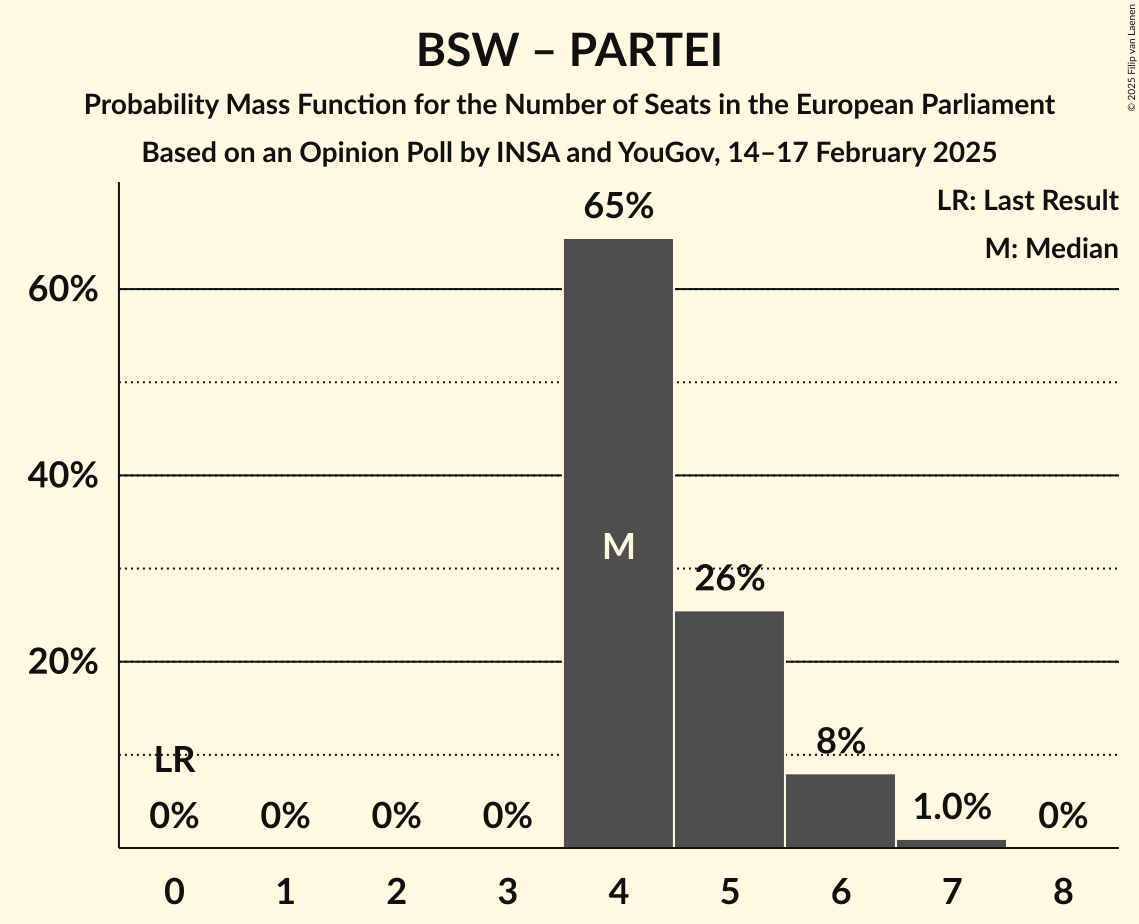 BSW – PARTEI
Probability Mass Function for the Number of Seats in the European Parliament
Based on an Opinion Poll by INSA and YouGov, 14–17 February 2025
© 2025 Filip van Laenen
LR: Last Result
M: Median
65%
60%
40%
M
26%
20%
8%
LR
1.0%
0% 0% 0% 0% 0%
0 1 2 3 4 5 6 7 8